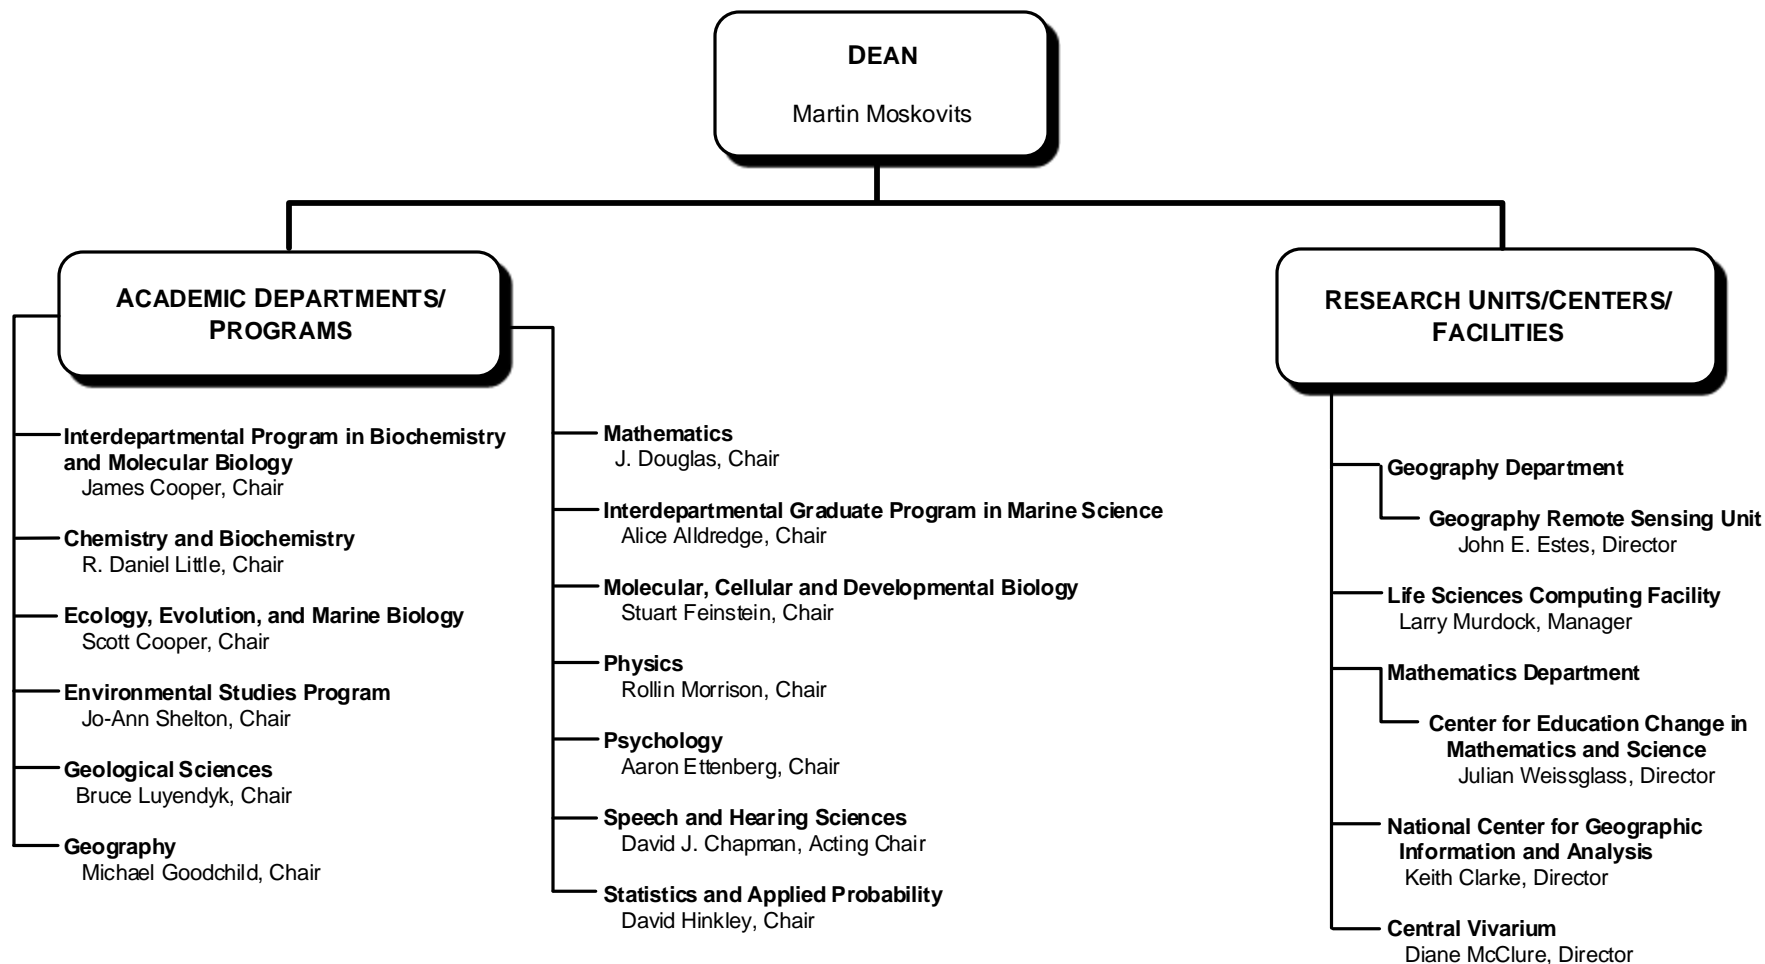 DEAN
Martin Moskovits
ACADEMIC DEPARTMENTS/
PROGRAMS
Interdepartmental Program in Biochemistry
and Molecular Biology
James Cooper, Chair
Chemistry and Biochemistry
R. Daniel Little, Chair
Ecology, Evolution, and Marine Biology
Scott Cooper, Chair
Environmental Studies Program
Jo-Ann Shelton, Chair
Geological Sciences
Bruce Luyendyk, Chair
Geography
Michael Goodchild, Chair
Mathematics
J. Douglas, Chair
Interdepartmental Graduate Program in Marine Science
Alice Alldredge, Chair
Molecular, Cellular and Developmental Biology
Stuart Feinstein, Chair
Physics
Rollin Morrison, Chair
Psychology
Aaron Ettenberg, Chair
Speech and Hearing Sciences
David J. Chapman, Acting Chair
Statistics and Applied Probability
David Hinkley, Chair
RESEARCH UNITS/CENTERS/
FACILITIES
Geography Department
Geography Remote Sensing Unit
John E. Estes, Director
Life Sciences Computing Facility
Larry Murdock, Manager
Mathematics Department
Center for Education Change in
Mathematics and Science
Julian Weissglass, Director
National Center for Geographic
Information and Analysis
Keith Clarke, Director
Central Vivarium
Diane McClure, Director